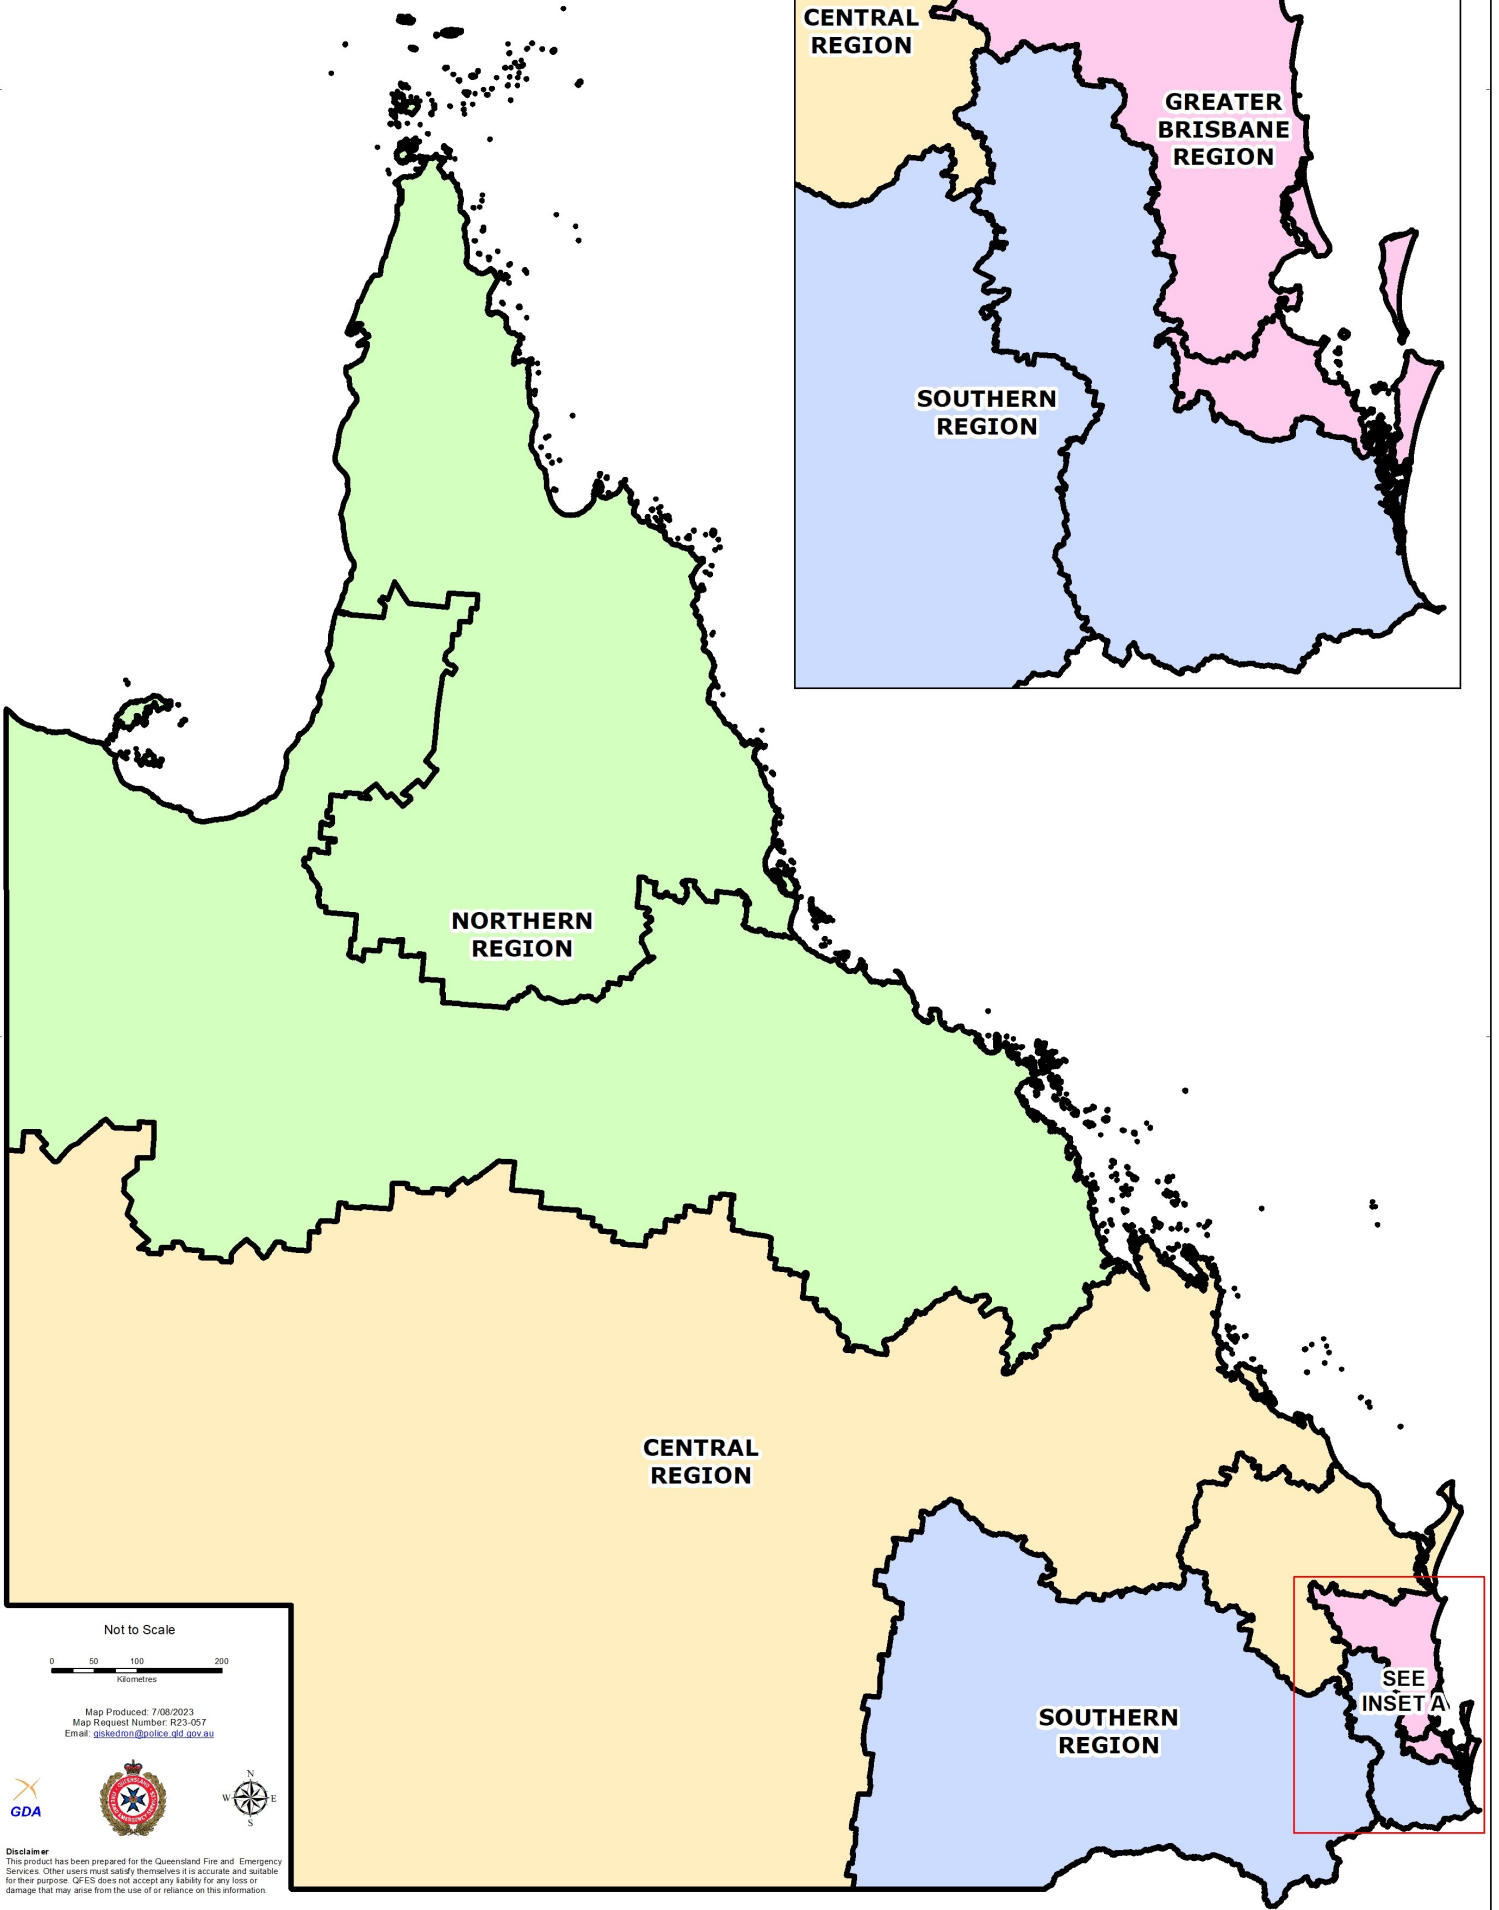 CENTRAL
REGION
GREATER
BRISBANE
REGION
SOUTHERN
REGION
NORTHERN
REGION
CENTRAL
REGION
SOUTHERN
REGION
SEE
INSET A
Not to Scale
0 50 100 200
Kilometres
Map Produced: 7/08/2023
Map Request Number: R23-057
Email: giskedron@police.qld.gov.au
GDA
QUEENSLAND
N
W E
S
Disclaimer
This product has been prepared for the Queensland Fire and Emergency
Services. Other users must satisfy themselves it is accurate and suitable
for their purpose. QFES does not accept any liability for any loss or
damage that may arise from the use of or reliance on this information.